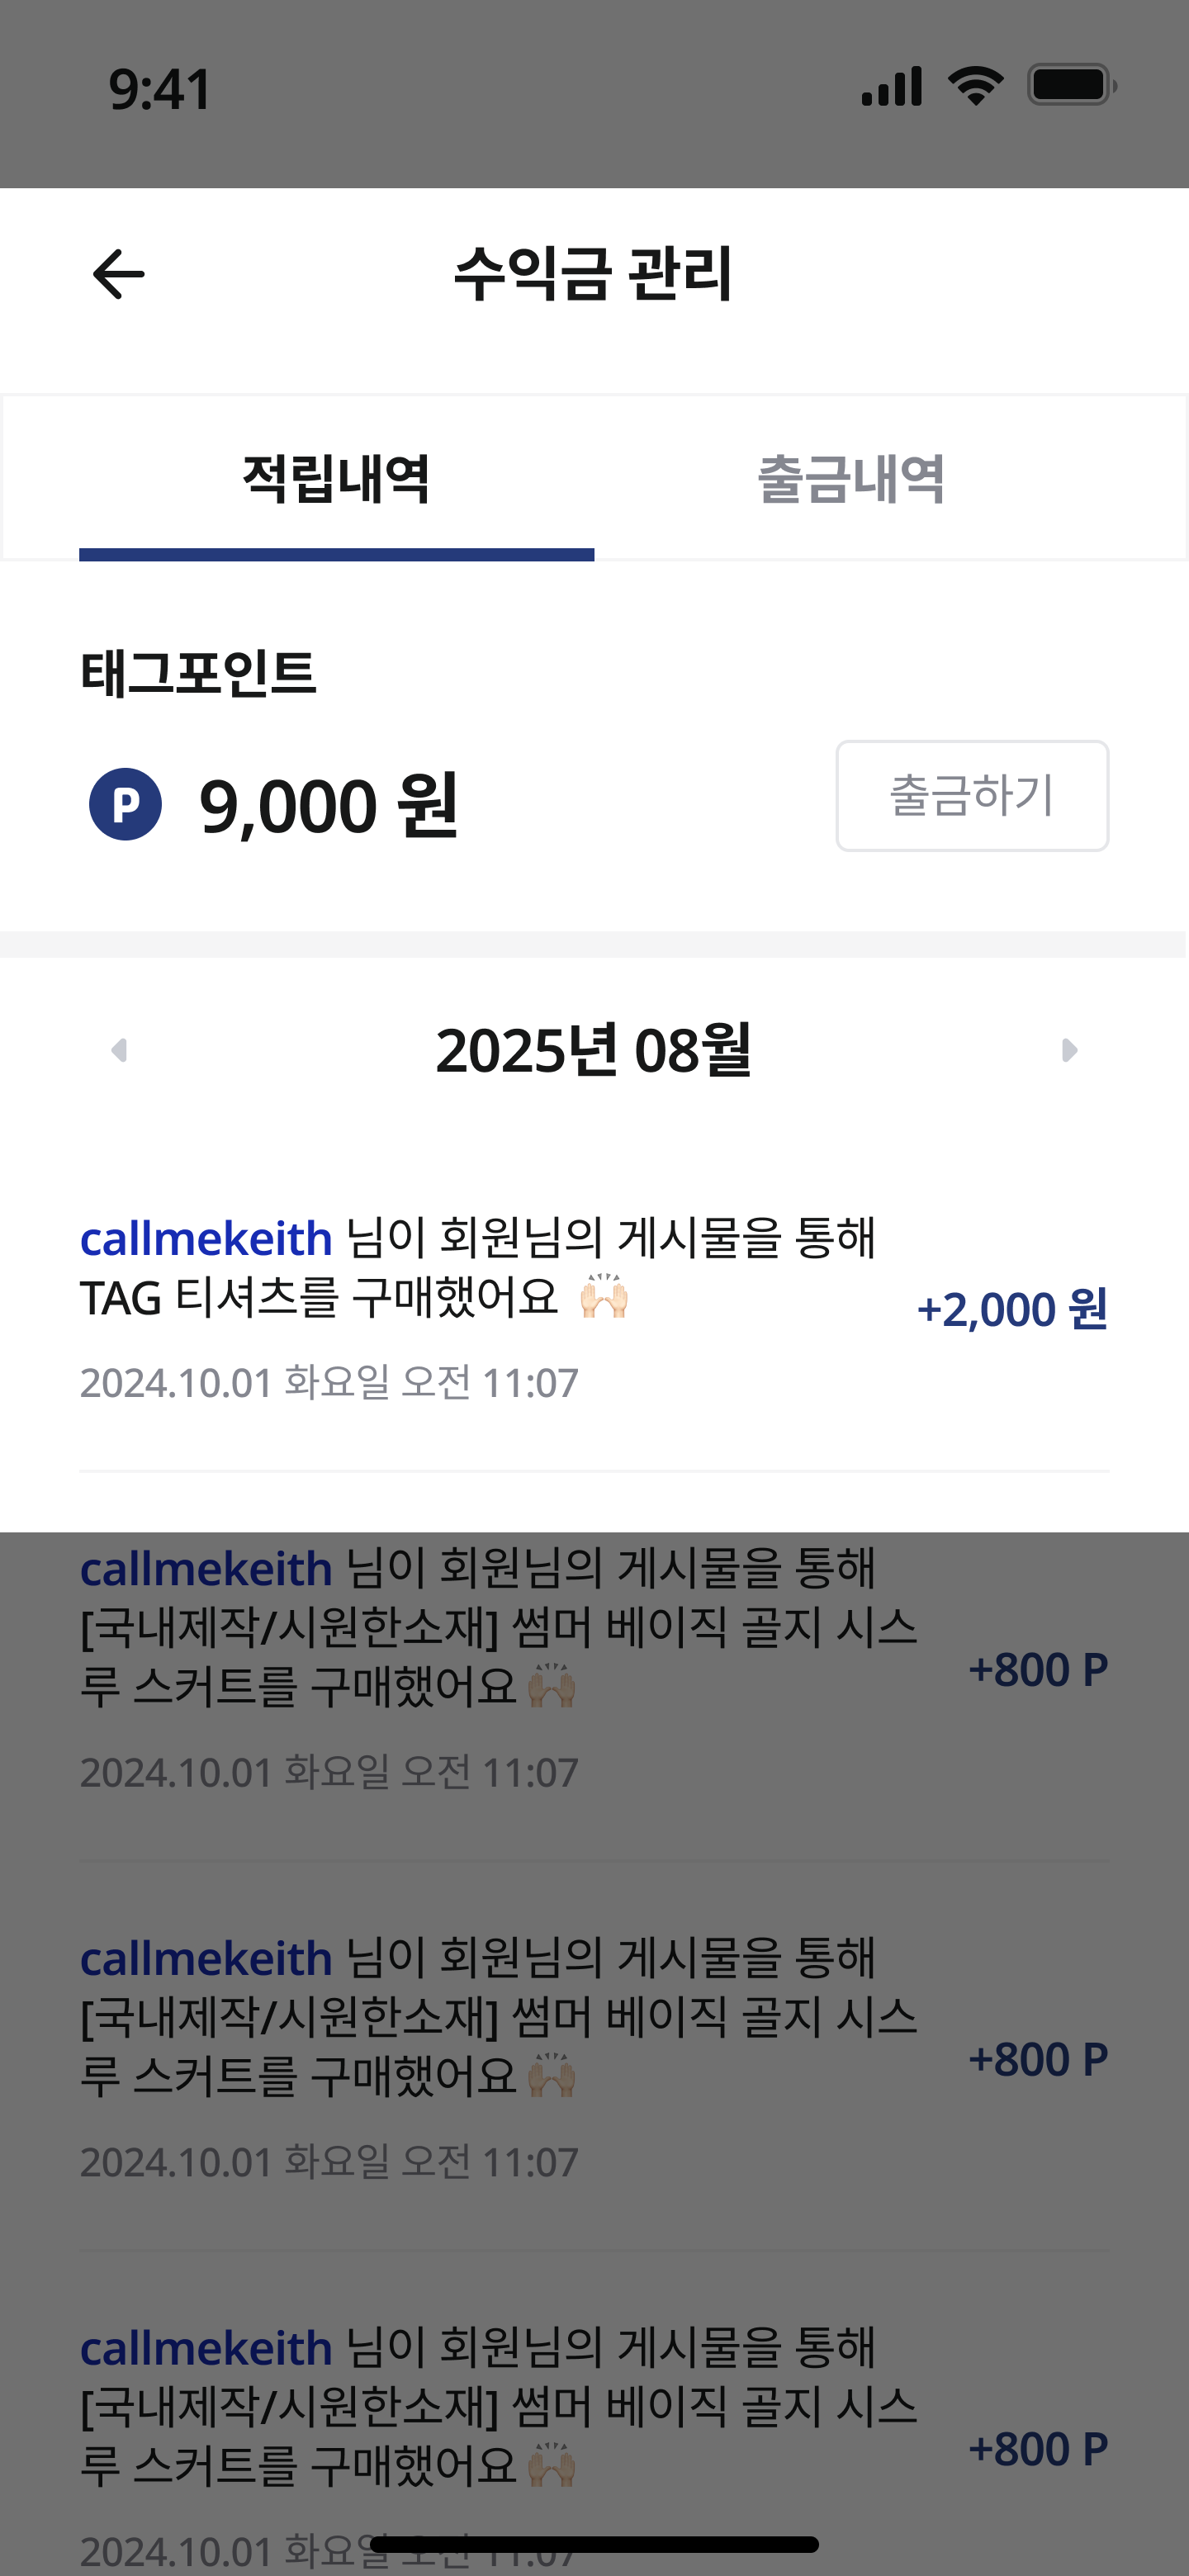 9:41
수익금 관리
적립내역
출금내역
태그포인트
P 9,000 원
출금하기
2025년 08월
callmekeith 님이 회원님의 게시물을 통해
TAG 티셔츠를 구매했어요 🙌🏻
+2,000 원
2024.10.01 화요일 오전 11:07
callmekeith 님이 회원님의 게시물을 통해
[국내제작/시원한소재] 썸머 베이직 골지 시스
루 스커트를 구매했어요 🙌🏻
+800 P
2024.10.01 화요일 오전 11:07
callmekeith 님이 회원님의 게시물을 통해
[국내제작/시원한소재] 썸머 베이직 골지 시스
루 스커트를 구매했어요 🙌🏻
+800 P
2024.10.01 화요일 오전 11:07
callmekeith 님이 회원님의 게시물을 통해
[국내제작/시원한소재] 썸머 베이직 골지 시스
루 스커트를 구매했어요 🙌🏻
+800 P
2024.10.01 화요일 오전 11:07